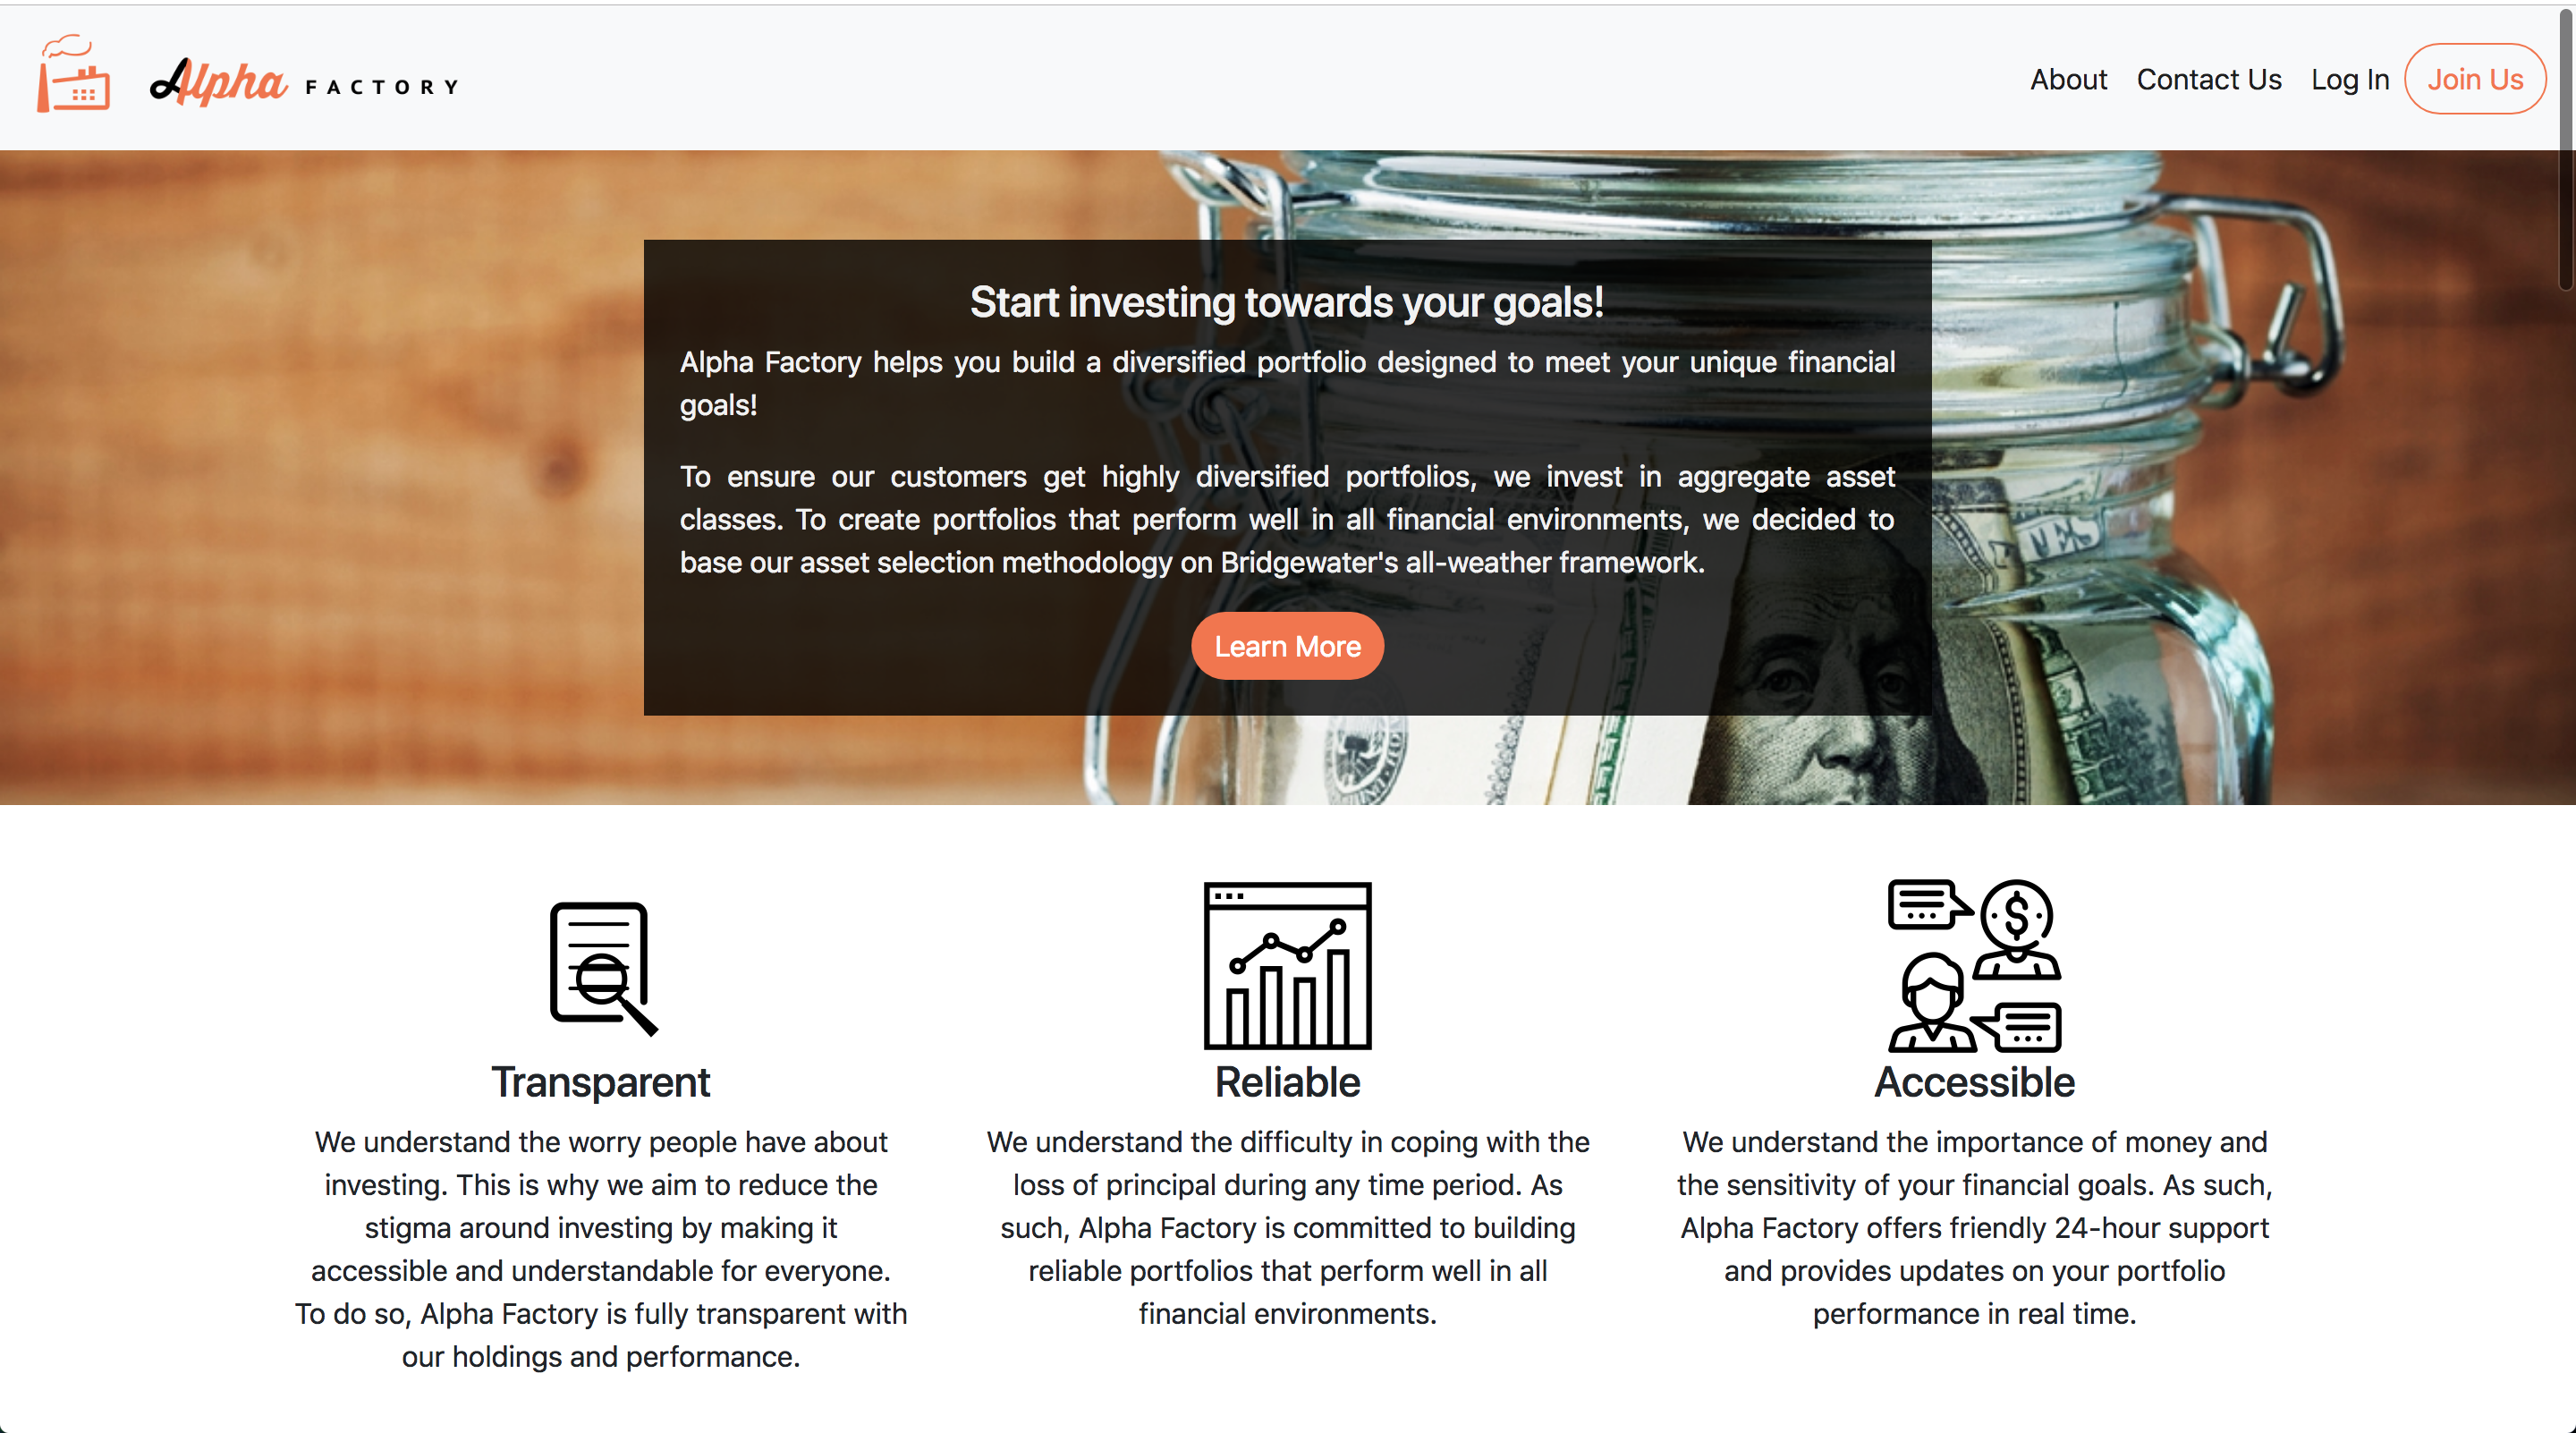 Alpha FACTORY
About Contact Us Log In Join Us
Start investing towards your goals!
Alpha Factory helps you build a diversified portfolio designed to meet your unique financial
goals!
To ensure our customers get highly diversified portfolios, we invest in aggregate asset
classes. To create portfolios that perform well in all financial environments, we decided to
base our asset selection methodology on Bridgewater's all-weather framework.
Learn More
Transparent
We understand the worry people have about
investing. This is why we aim to reduce the
stigma around investing by making it
accessible and understandable for everyone.
To do so, Alpha Factory is fully transparent with
our holdings and performance.
Reliable
We understand the difficulty in coping with the
loss of principal during any time period. As
such, Alpha Factory is committed to building
reliable portfolios that perform well in all
financial environments.
Accessible
We understand the importance of money and
the sensitivity of your financial goals. As such,
Alpha Factory offers friendly 24-hour support
and provides updates on your portfolio
performance in real time.